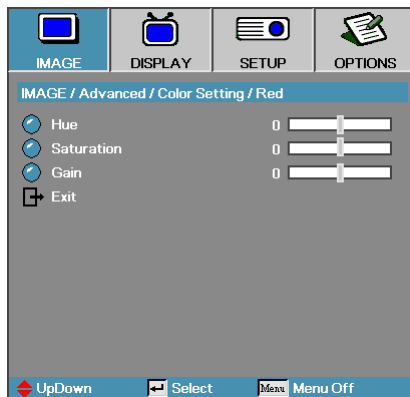 IMAGE DISPLAY SETUP OPTIONS
IMAGE / Advanced / Color Setting / Red
Hue 0
Saturation 0
Gain 0
Exit
UpDown Select Menu Menu Off